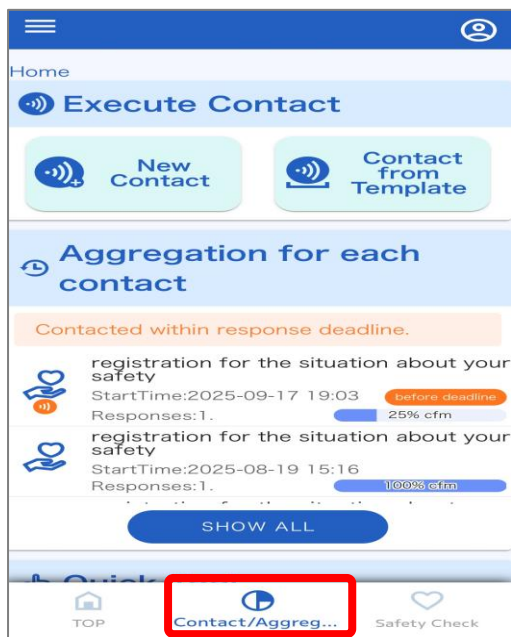 Home
Execute Contact
New
Contact
Contact
from
Template
Aggregation for each
contact
Contacted within response deadline.
registration for the situation about your
safety
StartTime:2025-09-17 19:03 before deadline
Responses:1. 25% cfm
registration for the situation about your
safety
StartTime:2025-08-19 15:16
Responses:1. 100% cfm
SHOW ALL
TOP
Contact/Aggreg...
Safety Check